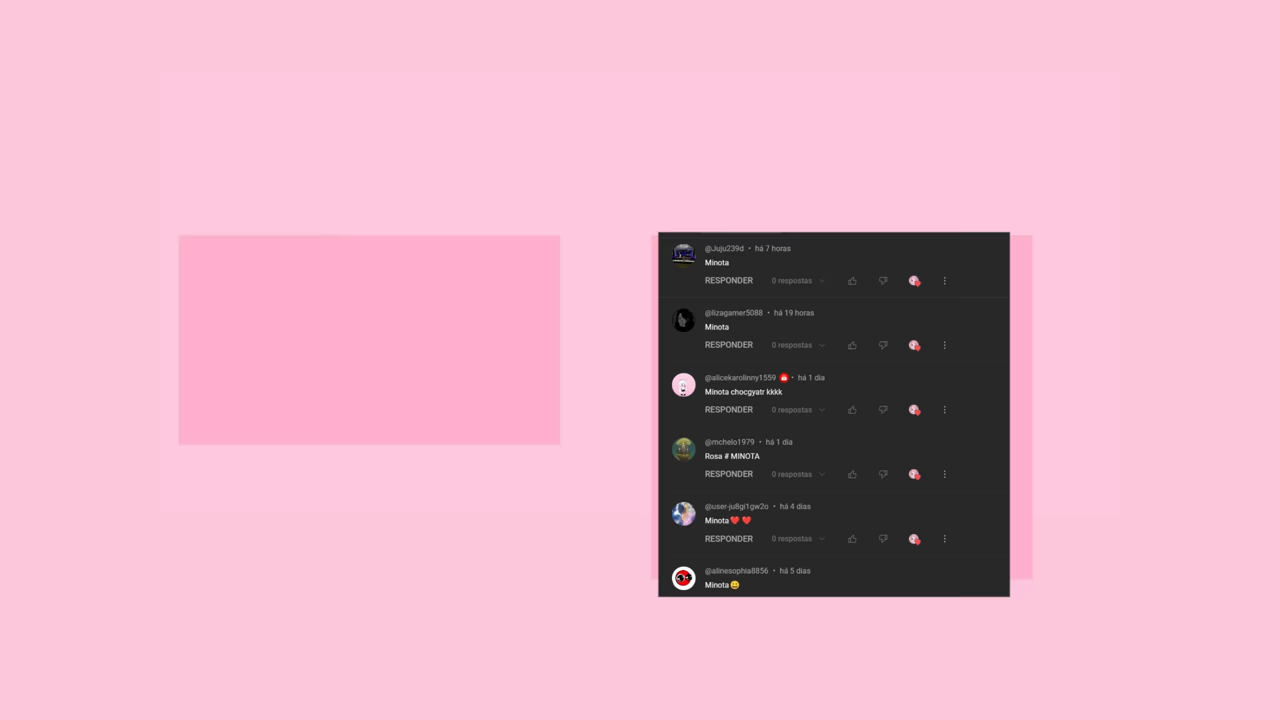 @Juju239d • há 7 horas
Minota
RESPONDER 0 respostas
@lizagamer5088 • há 19 horas
Minota
RESPONDER 0 respostas
@alicekarolinny1559 • há 1 dia
Minota chocgyatr kkkk
RESPONDER 0 respostas
@mchelo1979 • há 1 dia
Rosa # MINOTA
RESPONDER 0 respostas
@user-ju8gi1gw2o • há 4 dias
Minota❤️ ❤️
RESPONDER 0 respostas
@alinesophia8856 • há 5 dias
Minota😃